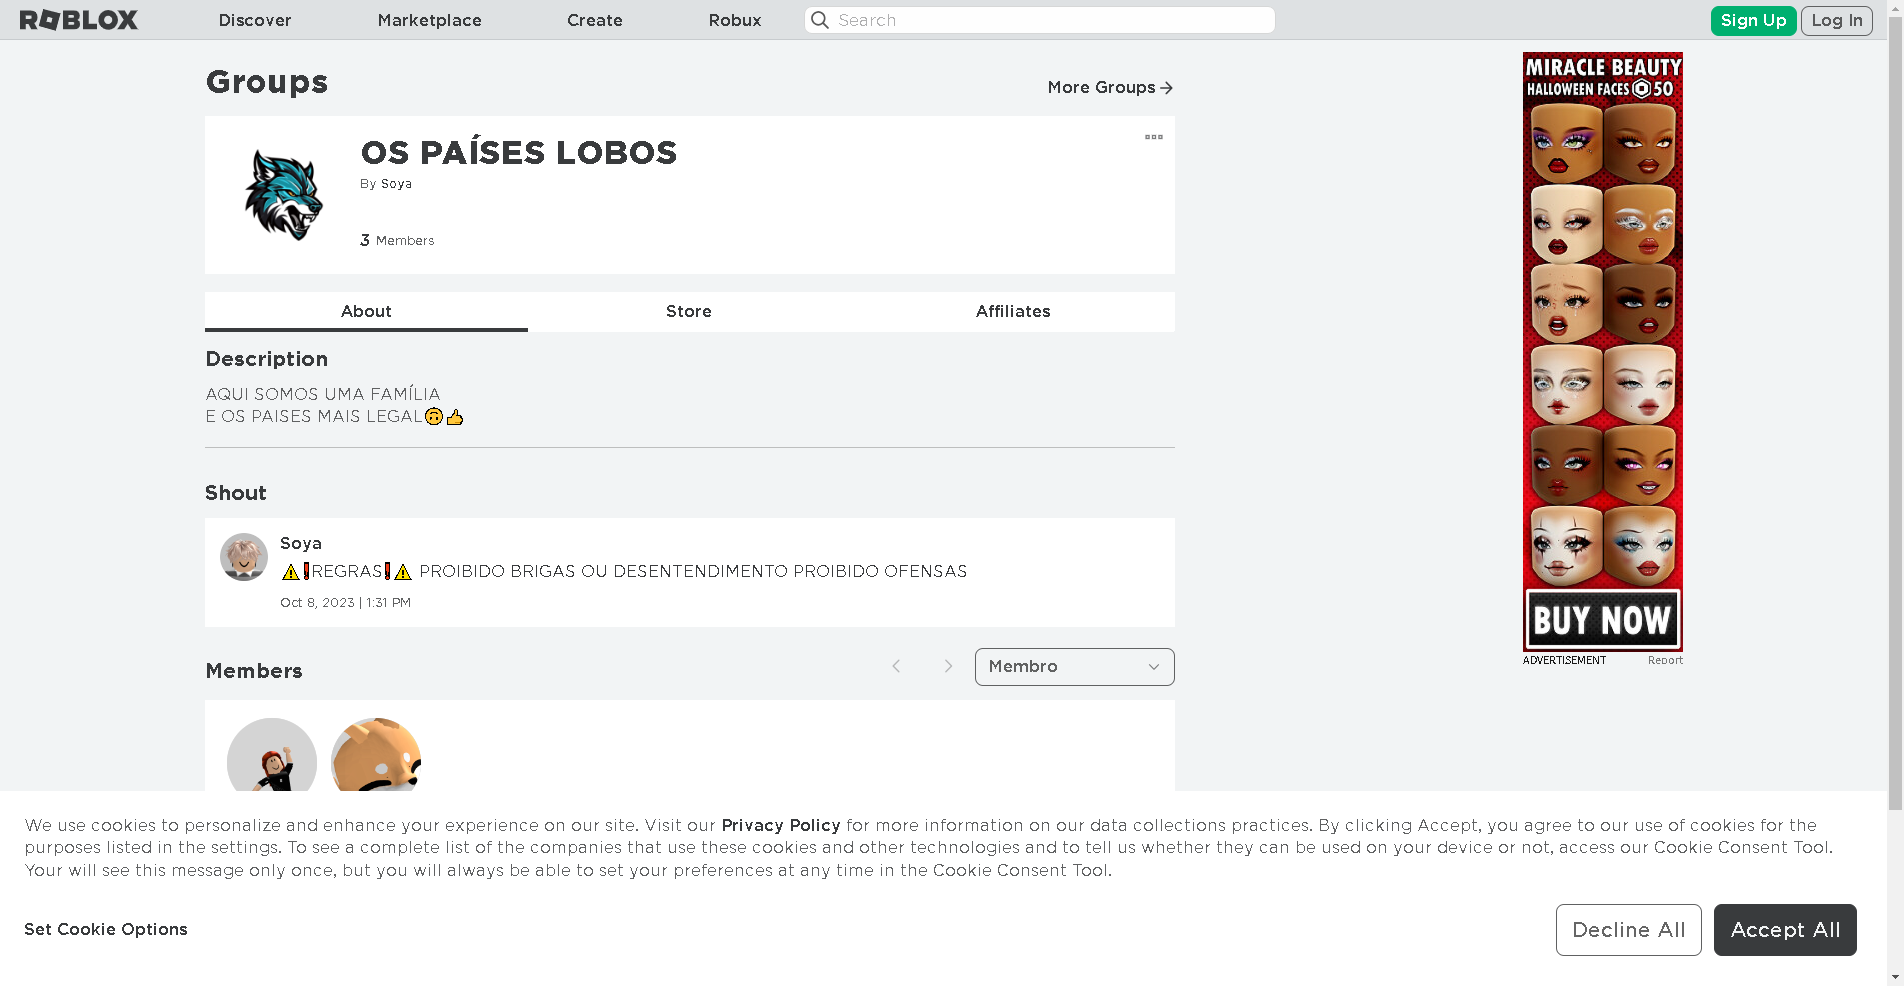 ROBLOX
Discover
Marketplace
Create
Robux
Search
Sign Up
Log In
Groups
More Groups
OS PAÍSES LOBOS
By Soya
3 Members
About
Store
Affiliates
Description
AQUI SOMOS UMA FAMÍLIA
E OS PAISES MAIS LEGAL🙃👍
Shout
Soya
⚠❗REGRAS❗⚠ PROIBIDO BRIGAS OU DESENTENDIMENTO PROIBIDO OFENSAS
Oct 8, 2023 | 1:31 PM
Members
Membro
MIRACLE BEAUTY
HALLOWEEN FACES 50
BUY NOW
ADVERTISEMENT
Report
We use cookies to personalize and enhance your experience on our site. Visit our Privacy Policy for more information on our data collections practices. By clicking Accept, you agree to our use of cookies for the
purposes listed in the settings. To see a complete list of the companies that use these cookies and other technologies and to tell us whether they can be used on your device or not, access our Cookie Consent Tool.
Your will see this message only once, but you will always be able to set your preferences at any time in the Cookie Consent Tool.
Set Cookie Options
Decline All
Accept All